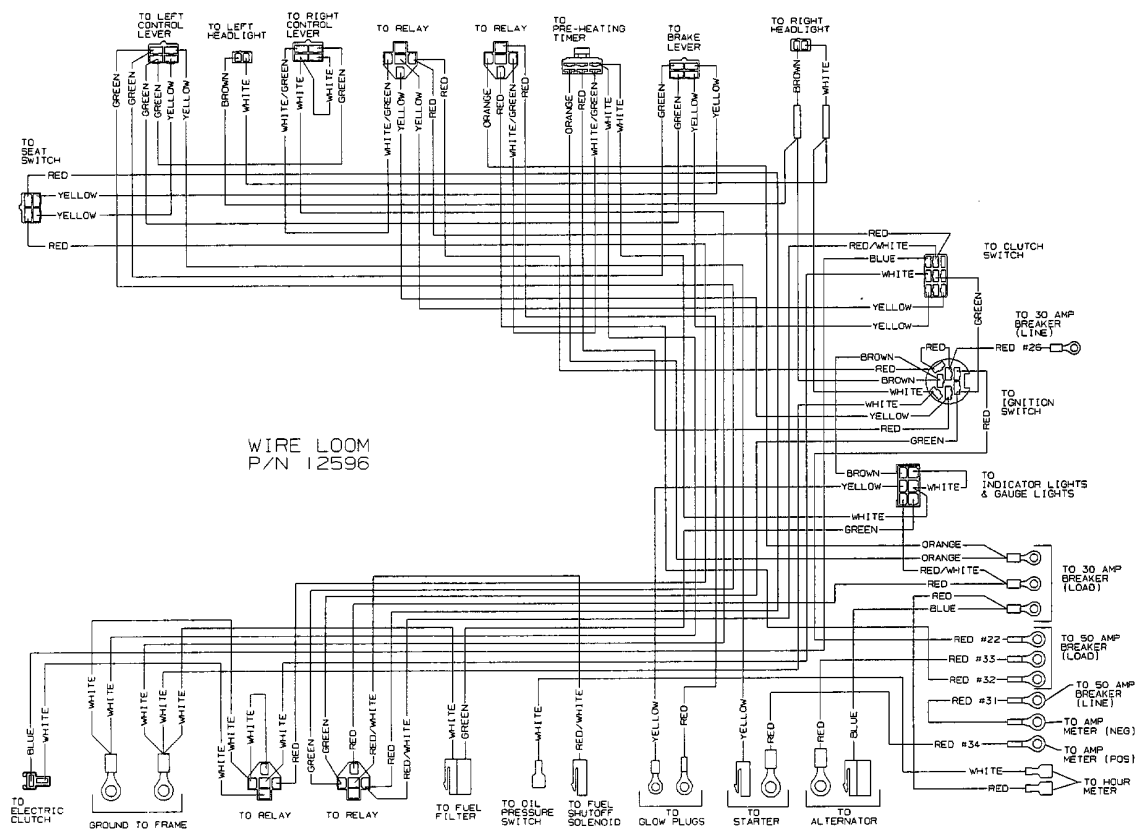 TO LEFT
CONTROL
LEVER
TO LEFT
HEADLIGHT
TO RIGHT
CONTROL
LEVER
TO RELAY
TO RELAY
TO
PRE-HEATING
TIMER
TO
BRAKE
LEVER
TO RIGHT
HEADLIGHT
GREEN
GREEN
GREEN
GREEN
YELLOW
YELLOW
BROWN
WHITE
WHITE/GREEN
WHITE
WHITE
GREEN
WHITE/GREEN
YELLOW
YELLOW
RED
RED
ORANGE
RED
WHITE/GREEN
RED
ORANGE
RED
WHITE/GREEN
WHITE
WHITE
GREEN
GREEN
YELLOW
YELLOW
BROWN
WHITE
TO
SEAT
SWITCH
RED
YELLOW
YELLOW
RED
RED
RED/WHITE
BLUE
WHITE
YELLOW
YELLOW
GREEN
TO CLUTCH
SWITCH
TO 30 AMP
BREAKER
(LINE)
RED #26
RED
BROWN
RED
BROWN
WHITE
WHITE
YELLOW
RED
GREEN
RED
TO
IGNITION
SWITCH
WIRE LOOM
P/N 12596
BROWN
YELLOW
WHITE
WHITE
GREEN
TO
INDICATOR LIGHTS
& GAUGE LIGHTS
ORANGE
ORANGE
RED/WHITE
RED
RED
BLUE
TO 30 AMP
BREAKER
(LOAD)
RED #22
RED #33
RED #32
TO 50 AMP
BREAKER
(LOAD)
RED #31
TO 50 AMP
BREAKER
(LINE)
TO AMP
METER (NEG)
RED #34
TO AMP
METER (POS)
WHITE
RED
TO HOUR
METER
BLUE
WHITE
WHITE
WHITE
WHITE
WHITE
WHITE
WHITE
WHITE
RED
GREEN
GREEN
RED
RED/WHITE
RED
RED/WHITE
WHITE
GREEN
WHITE
RED/WHITE
YELLOW
RED
YELLOW
RED
RED
BLUE
TO
ELECTRIC
CLUTCH
GROUND TO FRAME
TO RELAY
TO RELAY
TO FUEL
FILTER
TO OIL
PRESSURE
SWITCH
TO FUEL
SHUTOFF
SOLENOID
TO
GLOW PLUGS
TO
STARTER
TO
ALTERNATOR